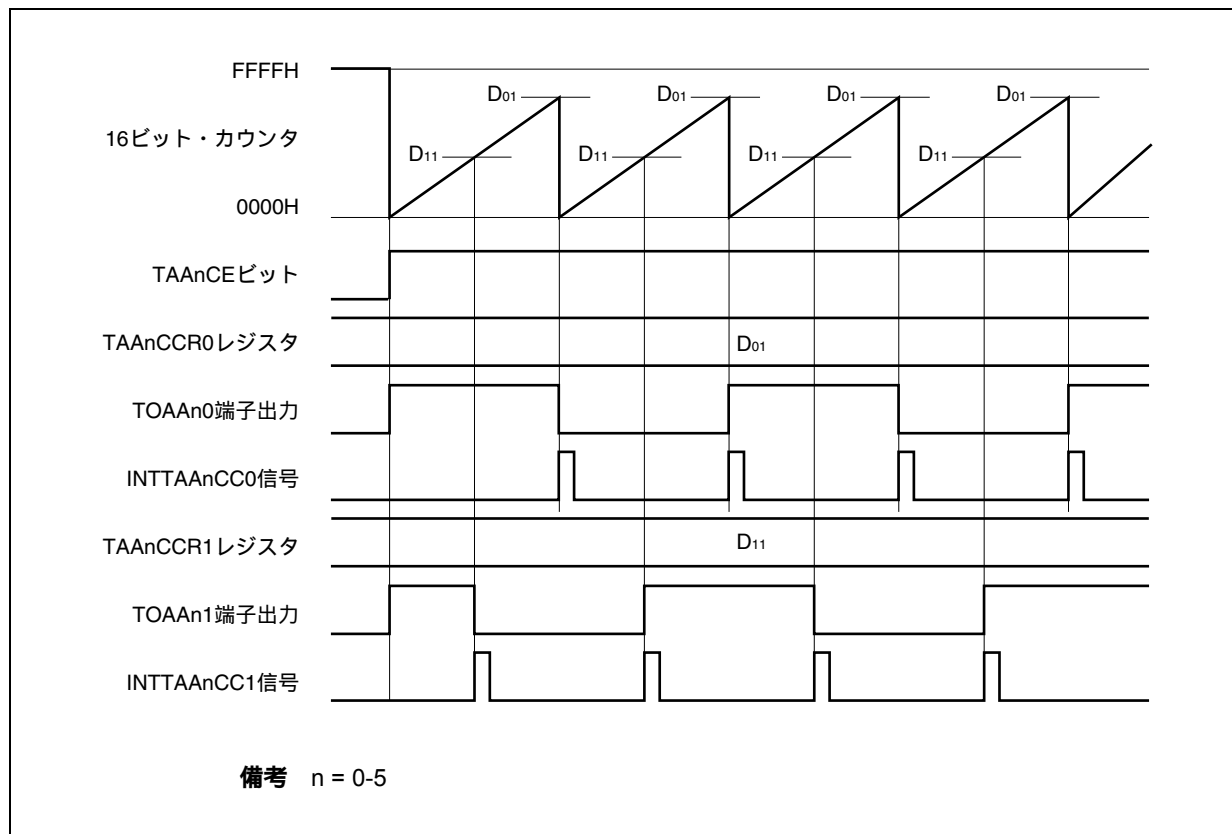 FFFFH
D01 D01 D01 D01
16ビット・カウンタ
D11 D11 D11 D11
0000H
TAAnCEビット
TAAnCCR0レジスタ D01
TOAAn0端子出力
INTTAAnCC0信号
TAAnCCR1レジスタ D11
TOAAn1端子出力
INTTAAnCC1信号
備考 n = 0-5